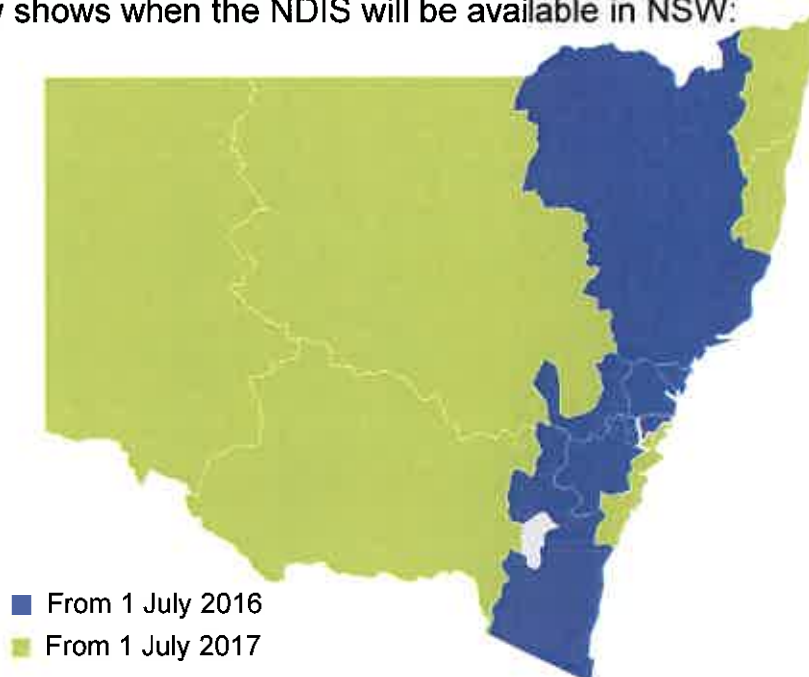 shows when the NDIS will be available in NSW:
From 1 July 2016
From 1 July 2017